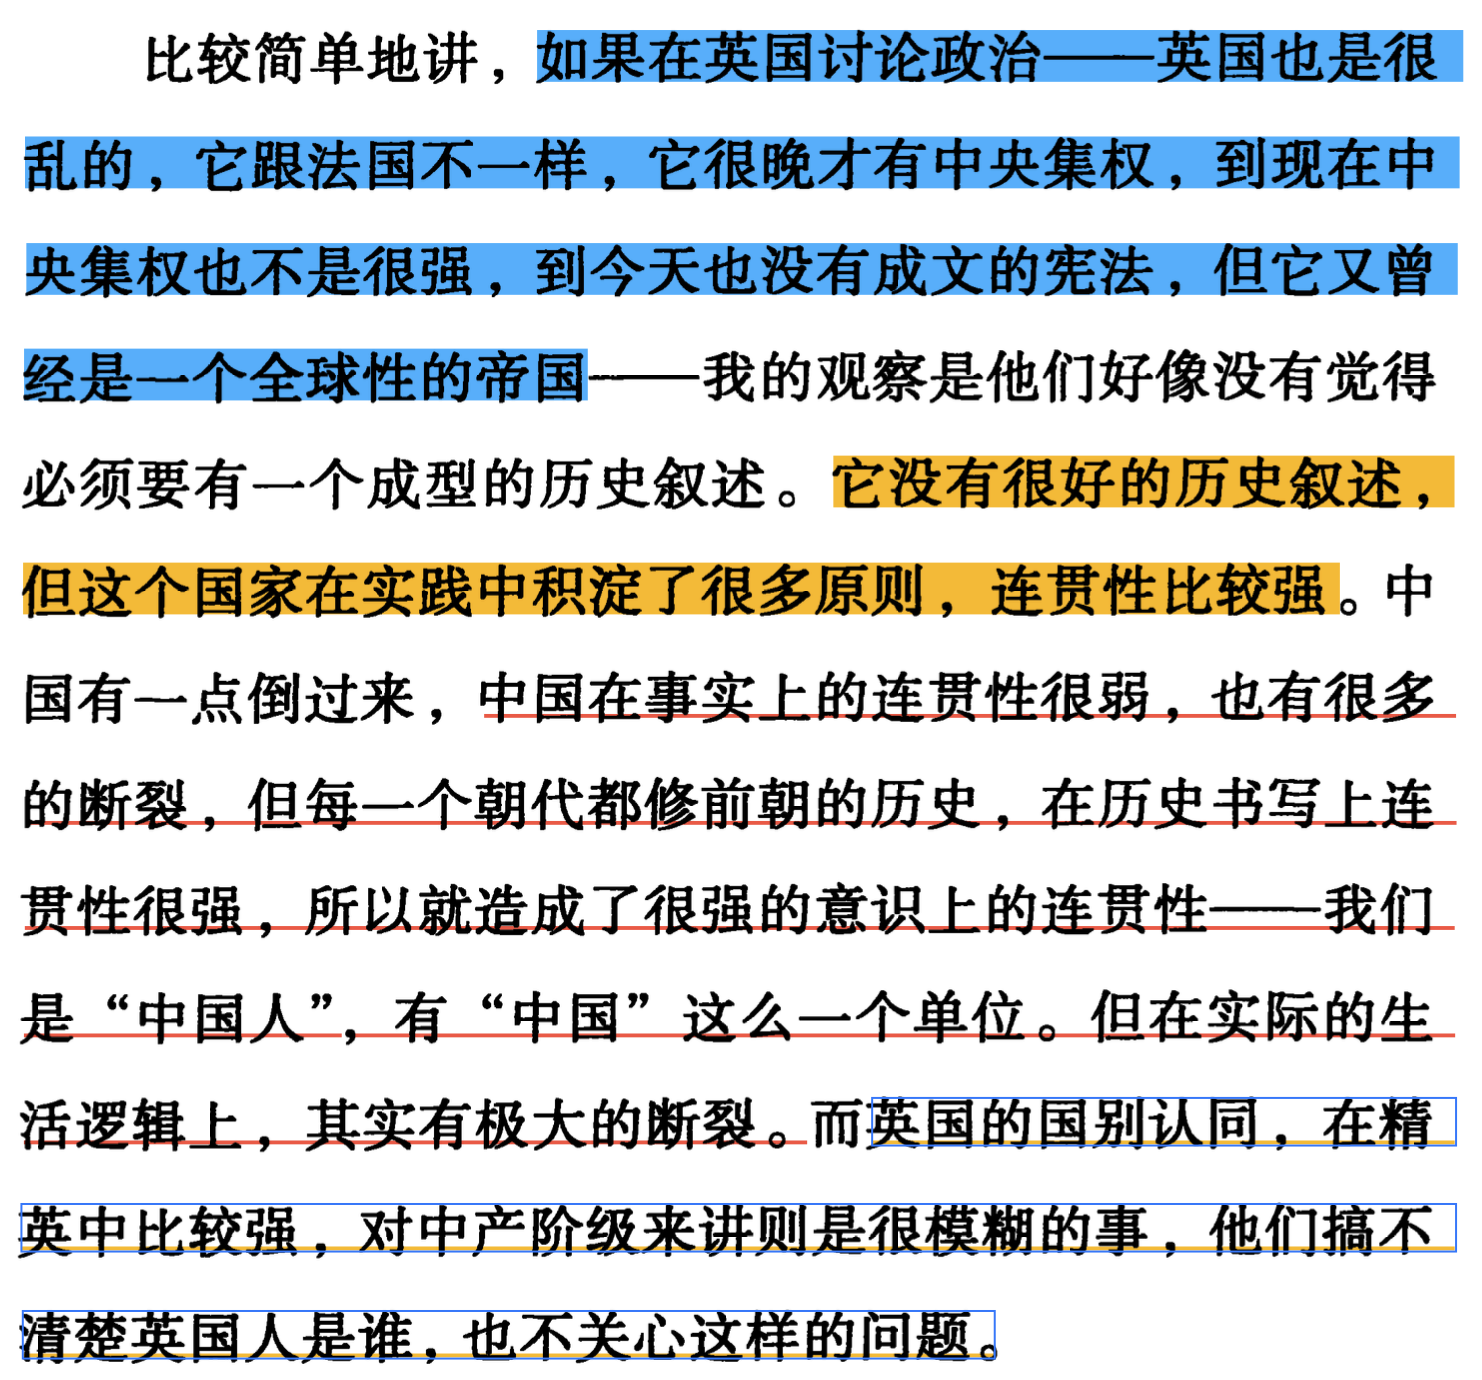 比较简单地讲，如果在英国讨论政治——英国也是很
乱的，它跟法国不一样，它很晚才有中央集权，到现在中
央集权也不是很强，到今天也没有成文的宪法，但它又曾
经是一个全球性的帝国——我的观察是他们好像没有觉得
必须要有一个成型的历史叙述。它没有很好的历史叙述，
但这个国家在实践中积淀了很多原则，连贯性比较强。中
国有一点倒过来，中国在事实上的连贯性很弱，也有很多
的断裂，但每一个朝代都修前朝的历史，在历史书写上连
贯性很强，所以就造成了很强的意识上的连贯性——我们
是“中国人”，有“中国”这么一个单位。但在实际的生
活逻辑上，其实有极大的断裂。而英国的国别认同，在精
英中比较强，对中产阶级来讲则是很模糊的事，他们搞不
清楚英国人是谁，也不关心这样的问题。